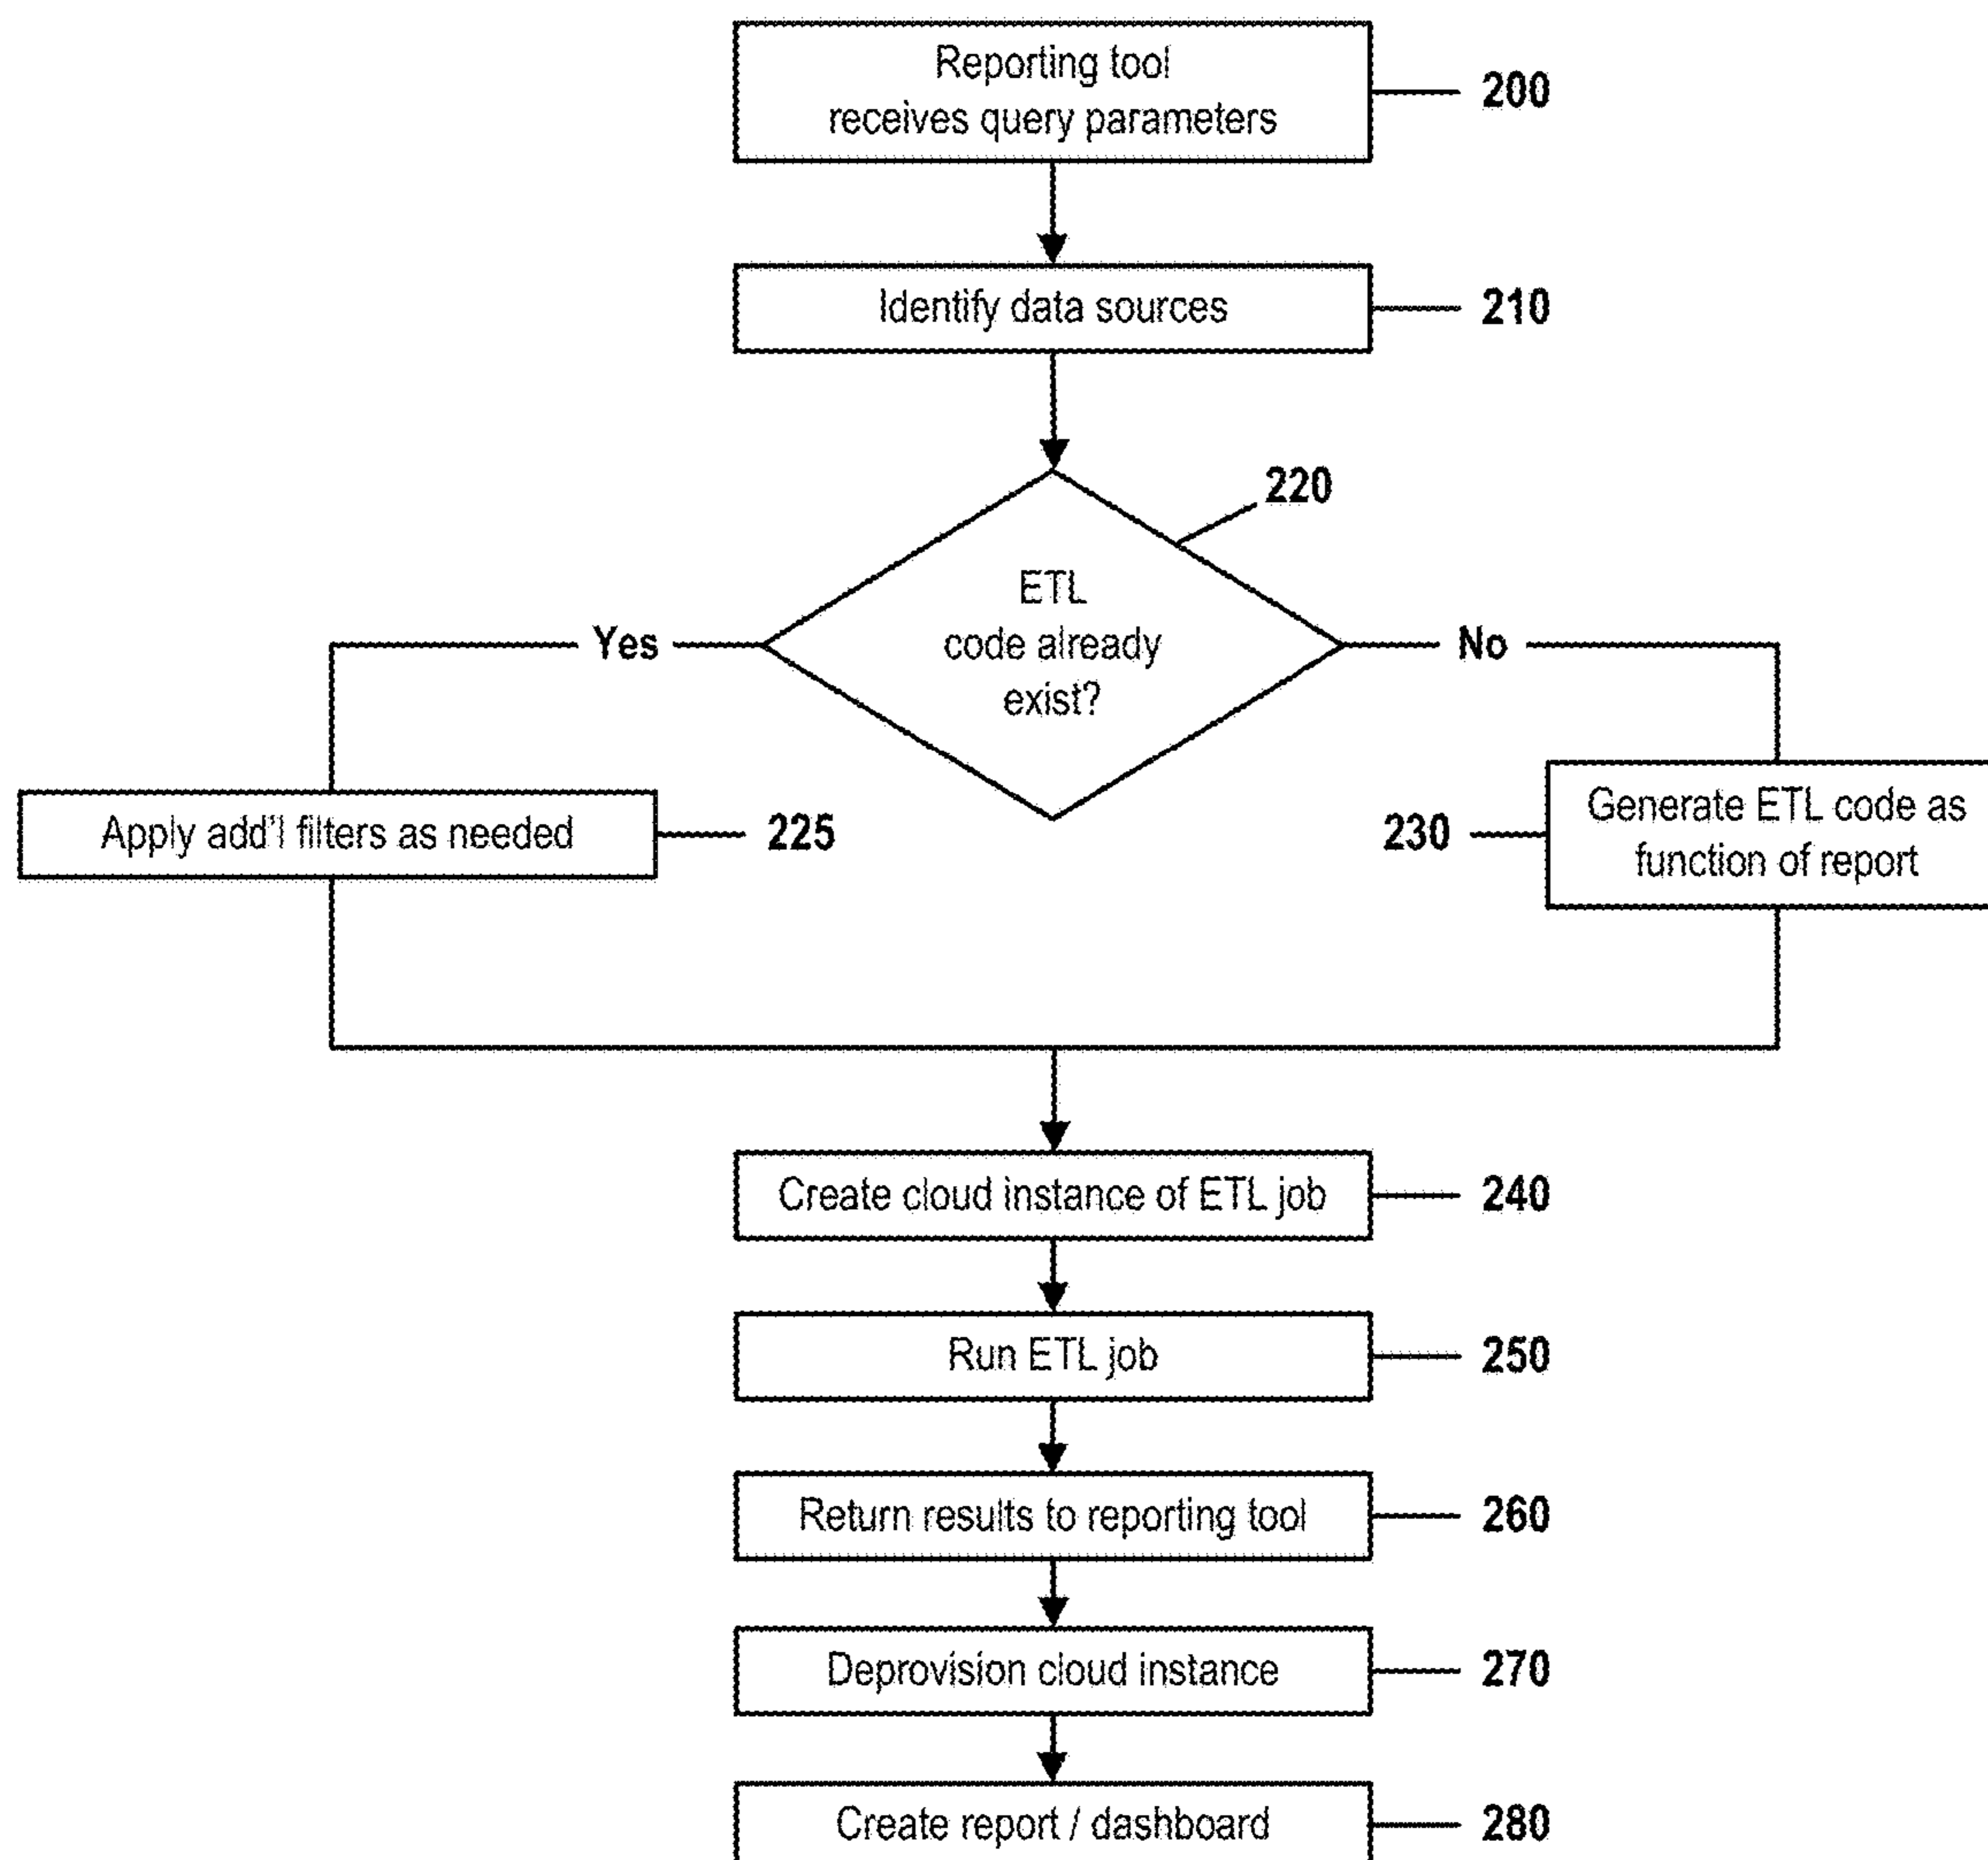 Reporting tool
receives query parameters
200
Identify data sources
210
220
ETL
code already
exist?
Yes
No
Apply add'l filters as needed
225
230
Generate ETL code as
function of report
Create cloud instance of ETL job
240
Run ETL job
250
Return results to reporting tool
260
Deprovision cloud instance
270
Create report / dashboard
280